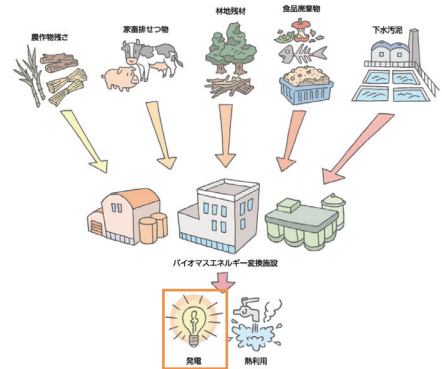 農作物残さ
家畜排せつ物
林地残材
食品廃棄物
下水汚泥
バイオマスエネルギー変換施設
発電
熱利用